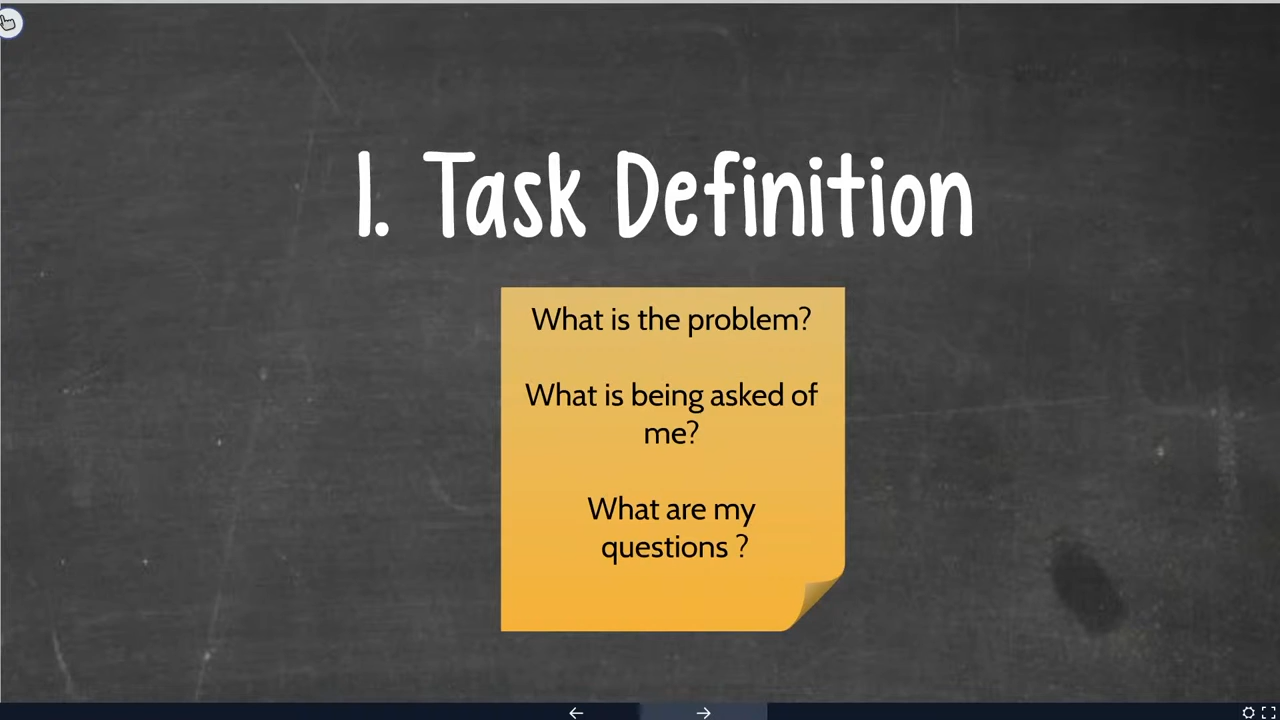 1. Task Definition
What is the problem?
What is being asked of
me?
What are my
questions ?